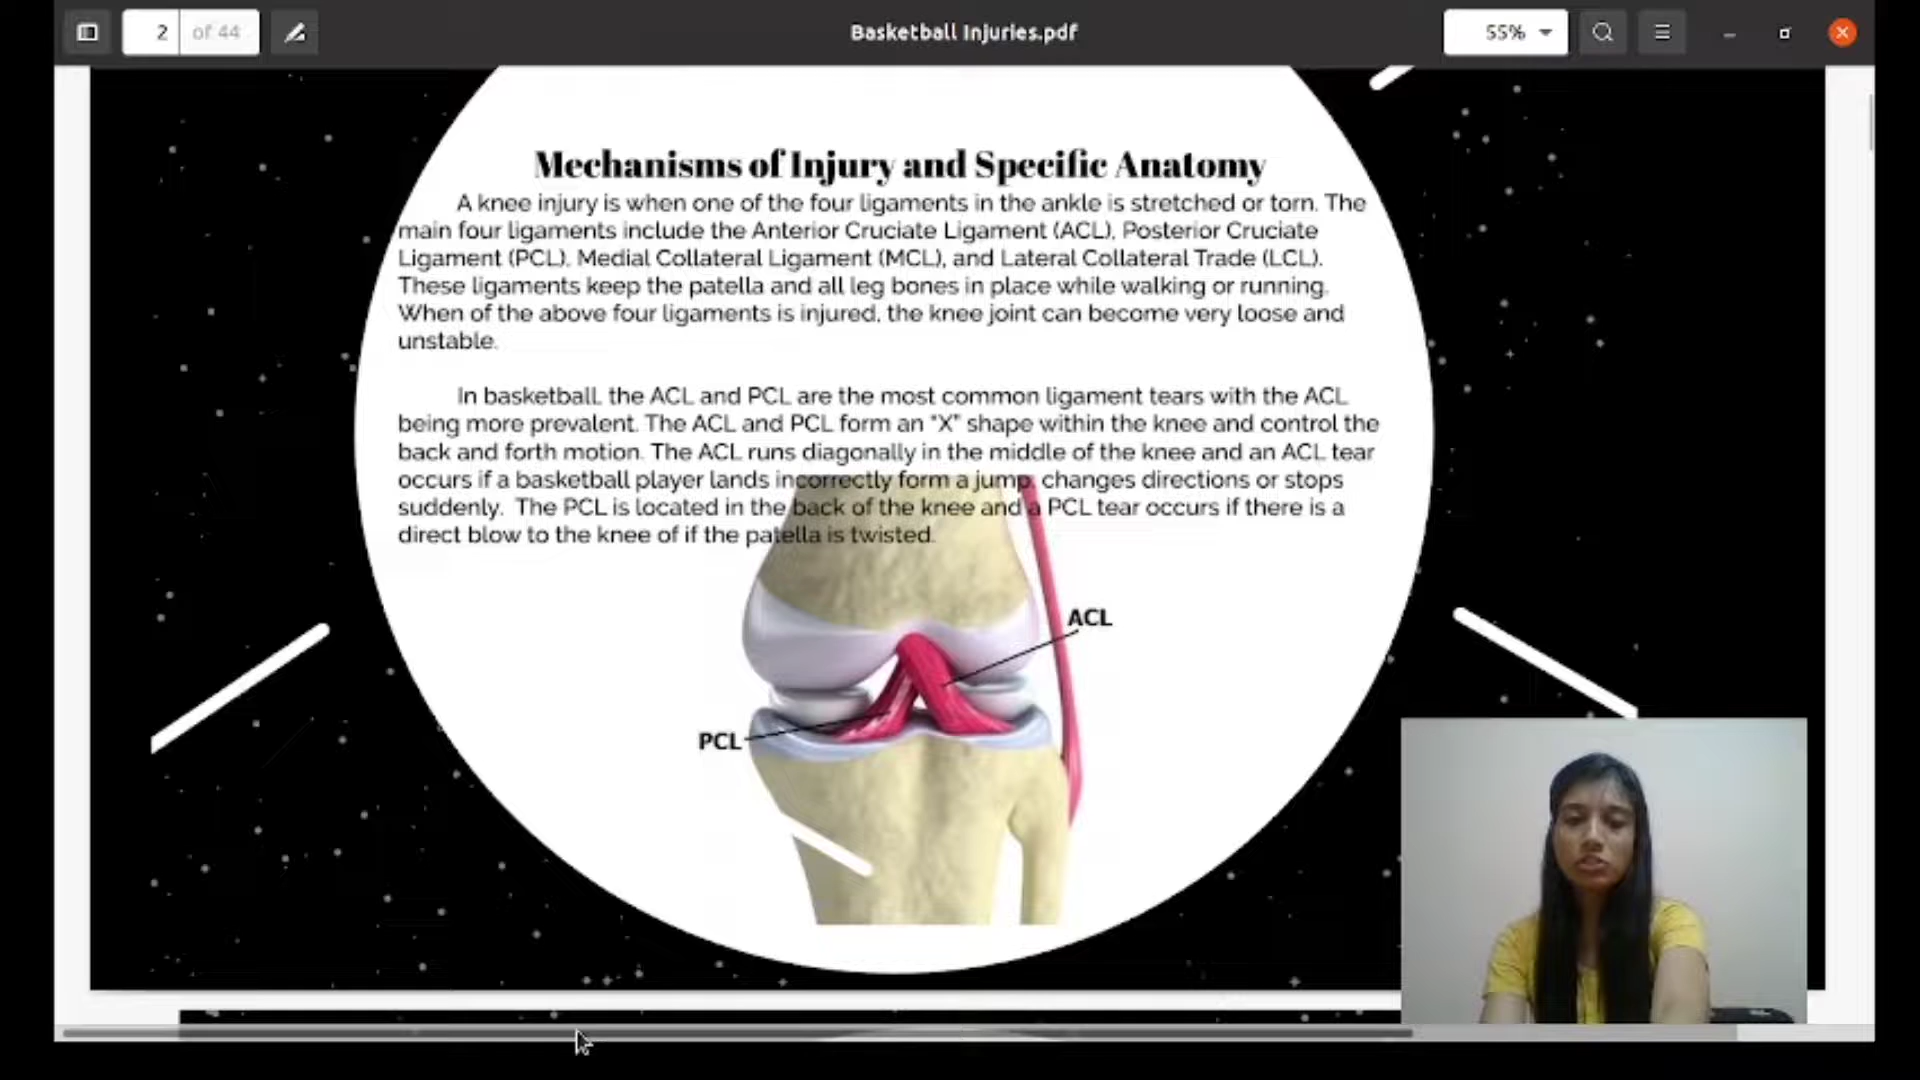 2 of 44
Basketball Injuries.pdf
55%
Mechanisms of Injury and Specific Anatomy
A knee injury is when one of the four ligaments in the ankle is stretched or torn. The
main four ligaments include the Anterior Cruciate Ligament (ACL), Posterior Cruciate
Ligament (PCL), Medial Collateral Ligament (MCL), and Lateral Collateral Trade (LCL).
These ligaments keep the patella and all leg bones in place while walking or running.
When of the above four ligaments is injured, the knee joint can become very loose and
unstable.
In basketball, the ACL and PCL are the most common ligament tears with the ACL
being more prevalent. The ACL and PCL form an "X" shape within the knee and control the
back and forth motion. The ACL runs diagonally in the middle of the knee and an ACL tear
occurs if a basketball player lands incorrectly form a jump, changes directions or stops
suddenly. The PCL is located in the back of the knee and a PCL tear occurs if there is a
direct blow to the knee of if the patella is twisted.
ACL
PCL